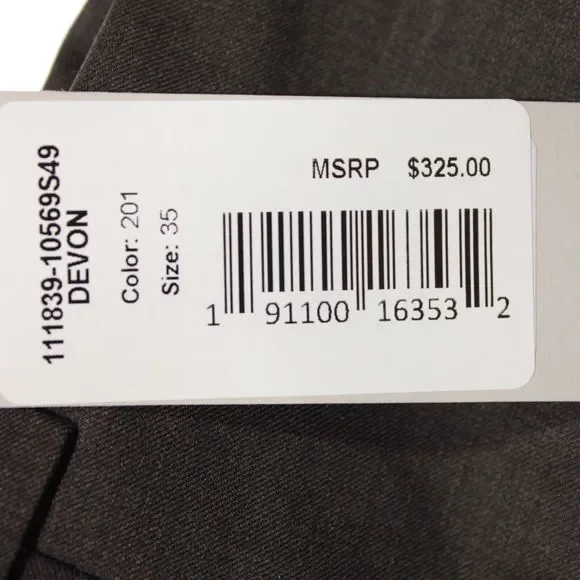 111839-10569S49
DEVON
Color: 201
Size: 35
MSRP $325.00
1 91100 16353 2